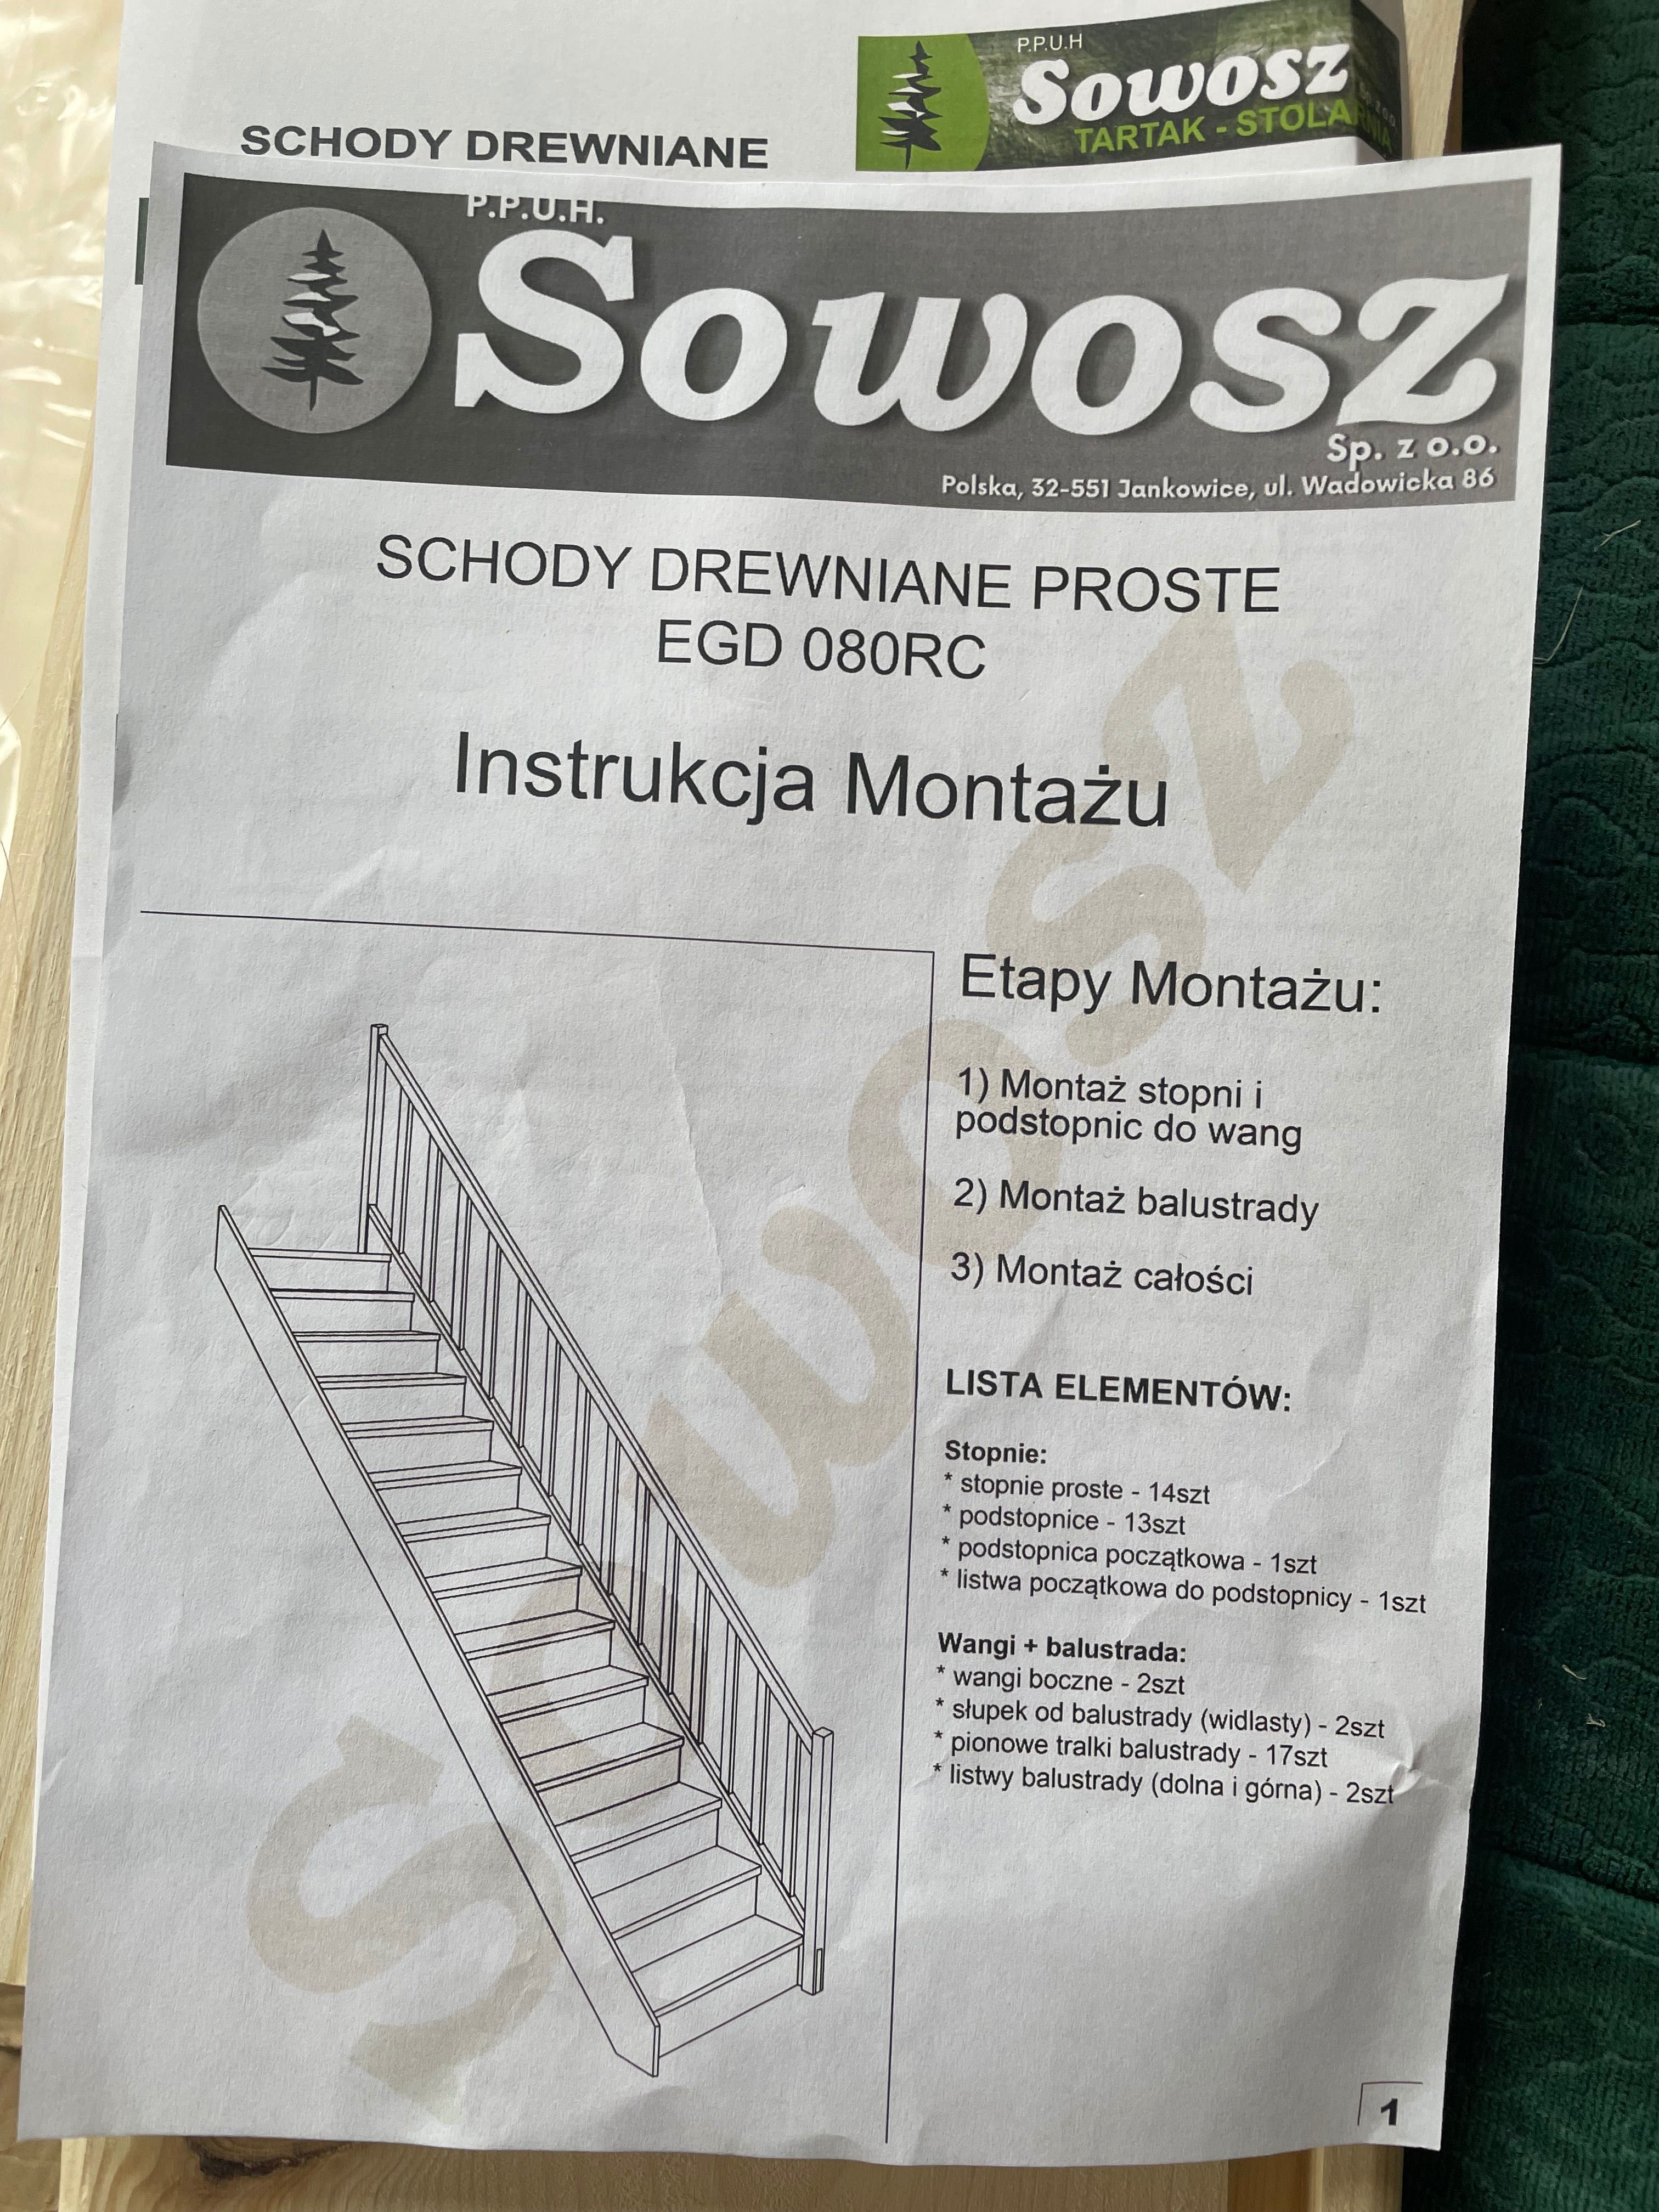 P.P.U.H
Sowosz
TARTAK - STOLARNIA
SCHODY DREWNIANE
P.P.U.H.
Sowosz
Sp. z o.o.
Polska, 32-551 Jankowice, ul. Wadowicka 86
SCHODY DREWNIANE PROSTE
EGD 080RC
Instrukcja Montażu
Etapy Montażu:
1) Montaż stopni i
podstopnic do wang
2) Montaż balustrady
3) Montaż całości
LISTA ELEMENTÓW:
Stopnie:
* stopnie proste - 14szt
* podstopnice - 13szt
* podstopnica początkowa - 1szt
* listwa początkowa do podstopnicy - 1szt
Wangi + balustrada:
* wangi boczne - 2szt
* słupek od balustrady (widlasty) - 2szt
* pionowe tralki balustrady - 17szt
* listwy balustrady (dolna i górna) - 2szt
Sowosz
1